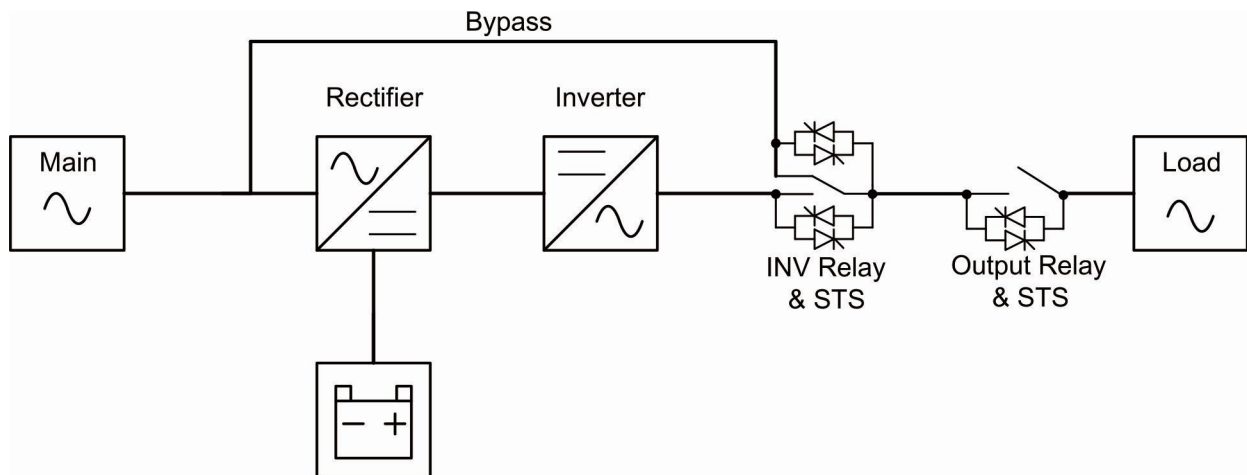 Bypass
Rectifier
Inverter
Main
Load
INV Relay
& STS
Output Relay
& STS